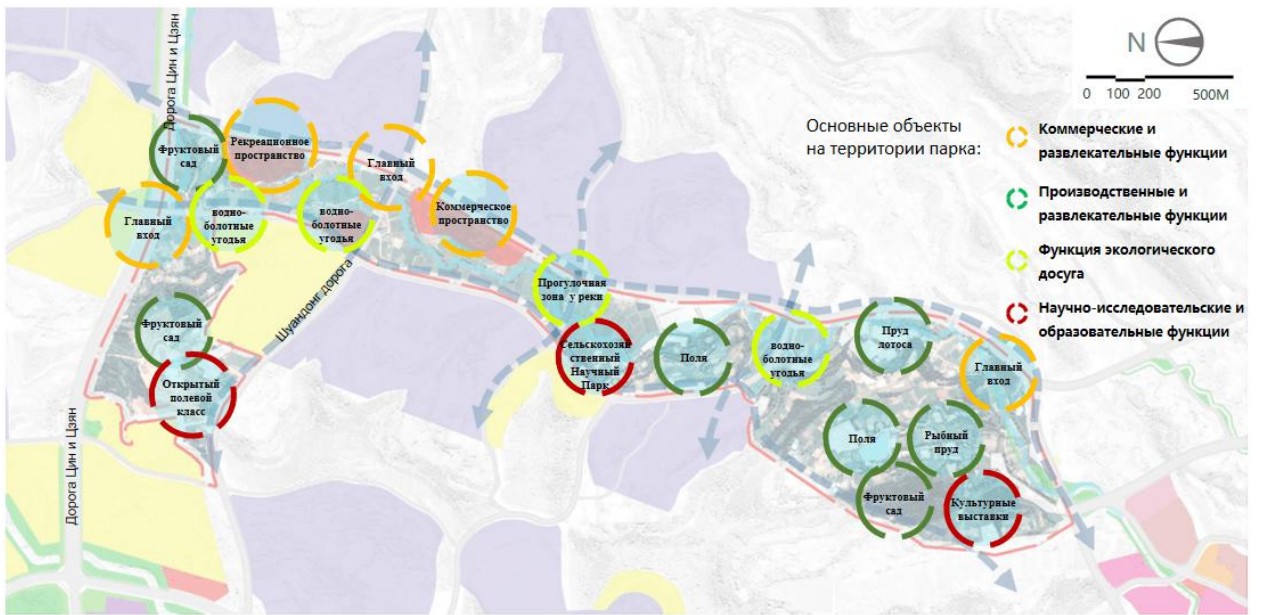 Дорога Цин и Цзян
N
0 100 200 500M
Основные объекты
на территории парка:
Коммерческие и
развлекательные функции
Производственные и
развлекательные функции
Функция экологического
досуга
Научно-исследовательские и
образовательные функции
Фруктовый
сад
Рекреационное
пространство
Главный
вход
Коммерческое
пространство
Главный
вход
водно-
болотные
угодья
водно-
болотные
угодья
Шуандонг дорога
Прогулочная
зона у реки
Фруктовый
сад
Сельскохозяй
ственный
Научный
Парк
Поля
водно-
болотные
угодья
Пруд
лотоса
Главный
вход
Открытый
полевой
класс
Дорога Цин и Цзян
Поля
Рыбный
пруд
Фруктовый
сад
Культурные
выставки